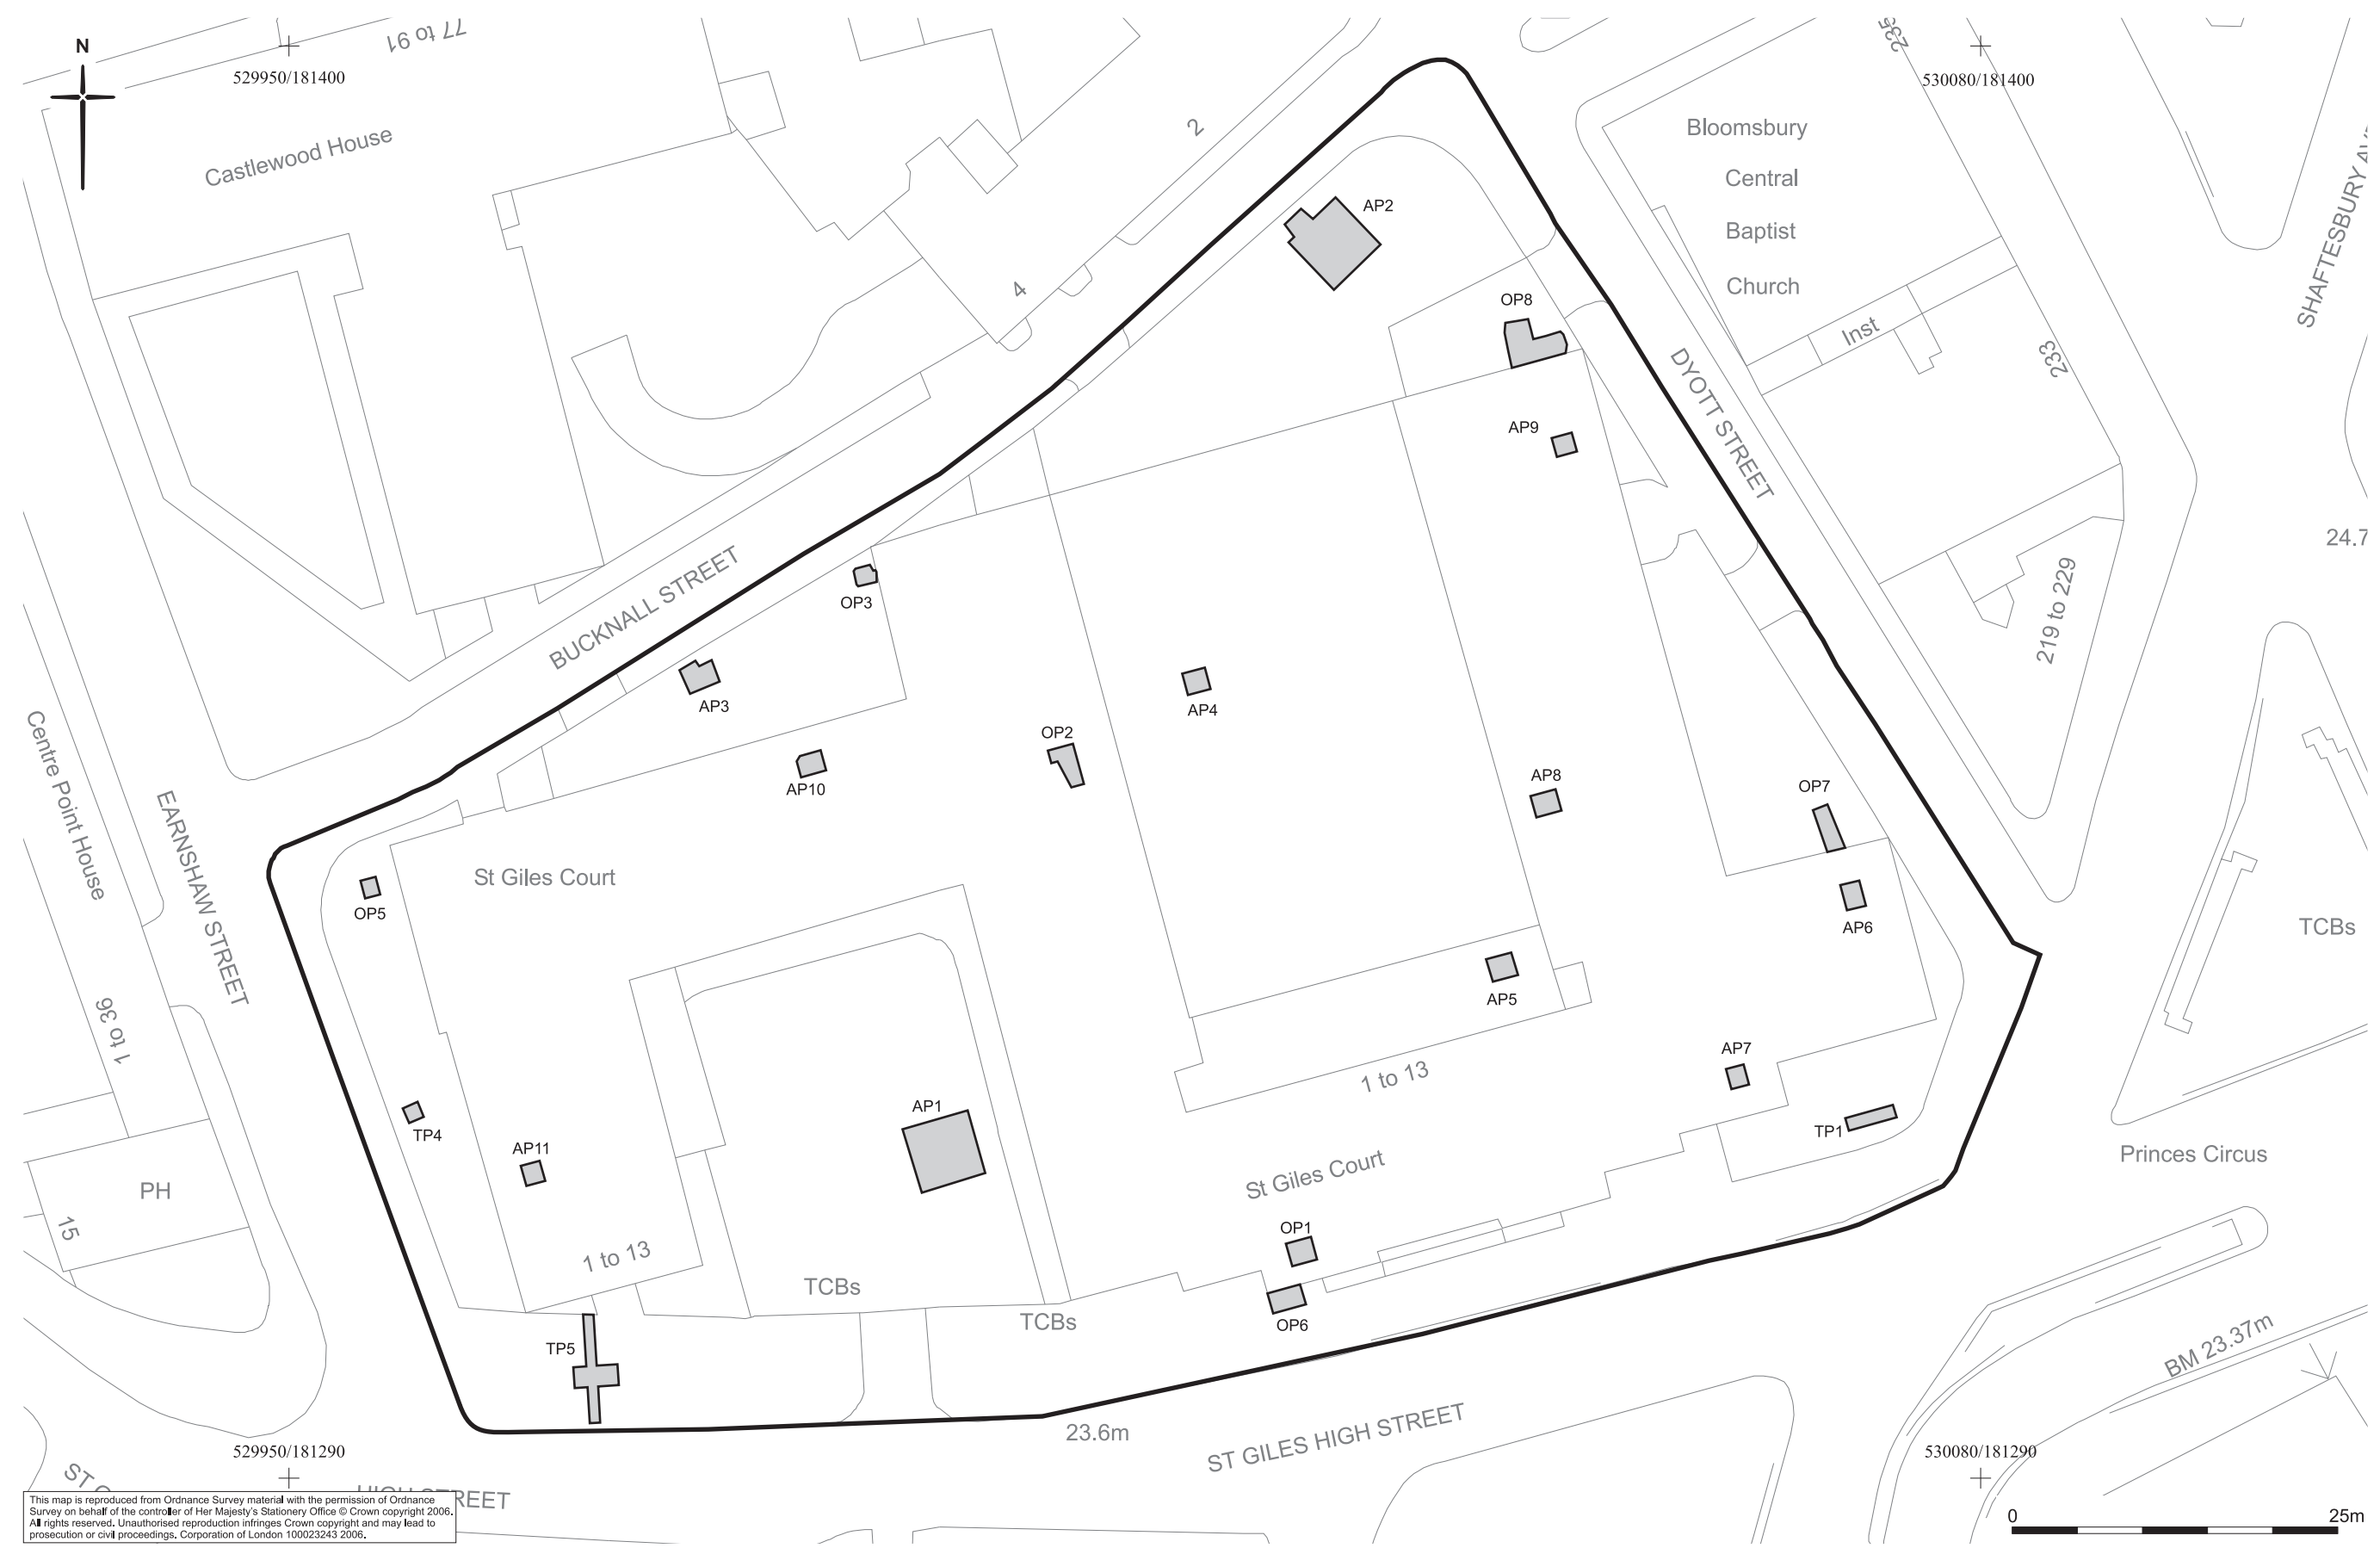 77 to 91
N
529950/181400
235
530080/181400
Castlewood House
2
Bloomsbury
Central
Baptist
Church
SHAFTESBURY
AP2
4
OP8
Inst
233
DYOTT STREET
AP9
24.7
BUCKNALL STREET
OP3
219 to 229
AP3
AP4
OP2
Centre Point House
AP10
AP8
OP7
EARNSHAW STREET
St Giles Court
OP5
AP6
TCBs
AP5
1 to 36
AP7
1 to 13
AP1
TP4
TP1
AP11
Princes Circus
St Giles Court
PH
15
OP1
1 to 13
TCBs
TCBs
OP6
TP5
BM 23.37m
23.6m
ST GILES HIGH STREET
529950/181290
530080/181290
ST
HIGH STREET
This map is reproduced from Ordnance Survey material with the permission of Ordnance
Survey on behalf of the controller of Her Majesty's Stationery Office © Crown copyright 2006.
All rights reserved. Unauthorised reproduction infringes Crown copyright and may lead to
prosecution or civil proceedings. Corporation of London 100023243 2006.
0 25m